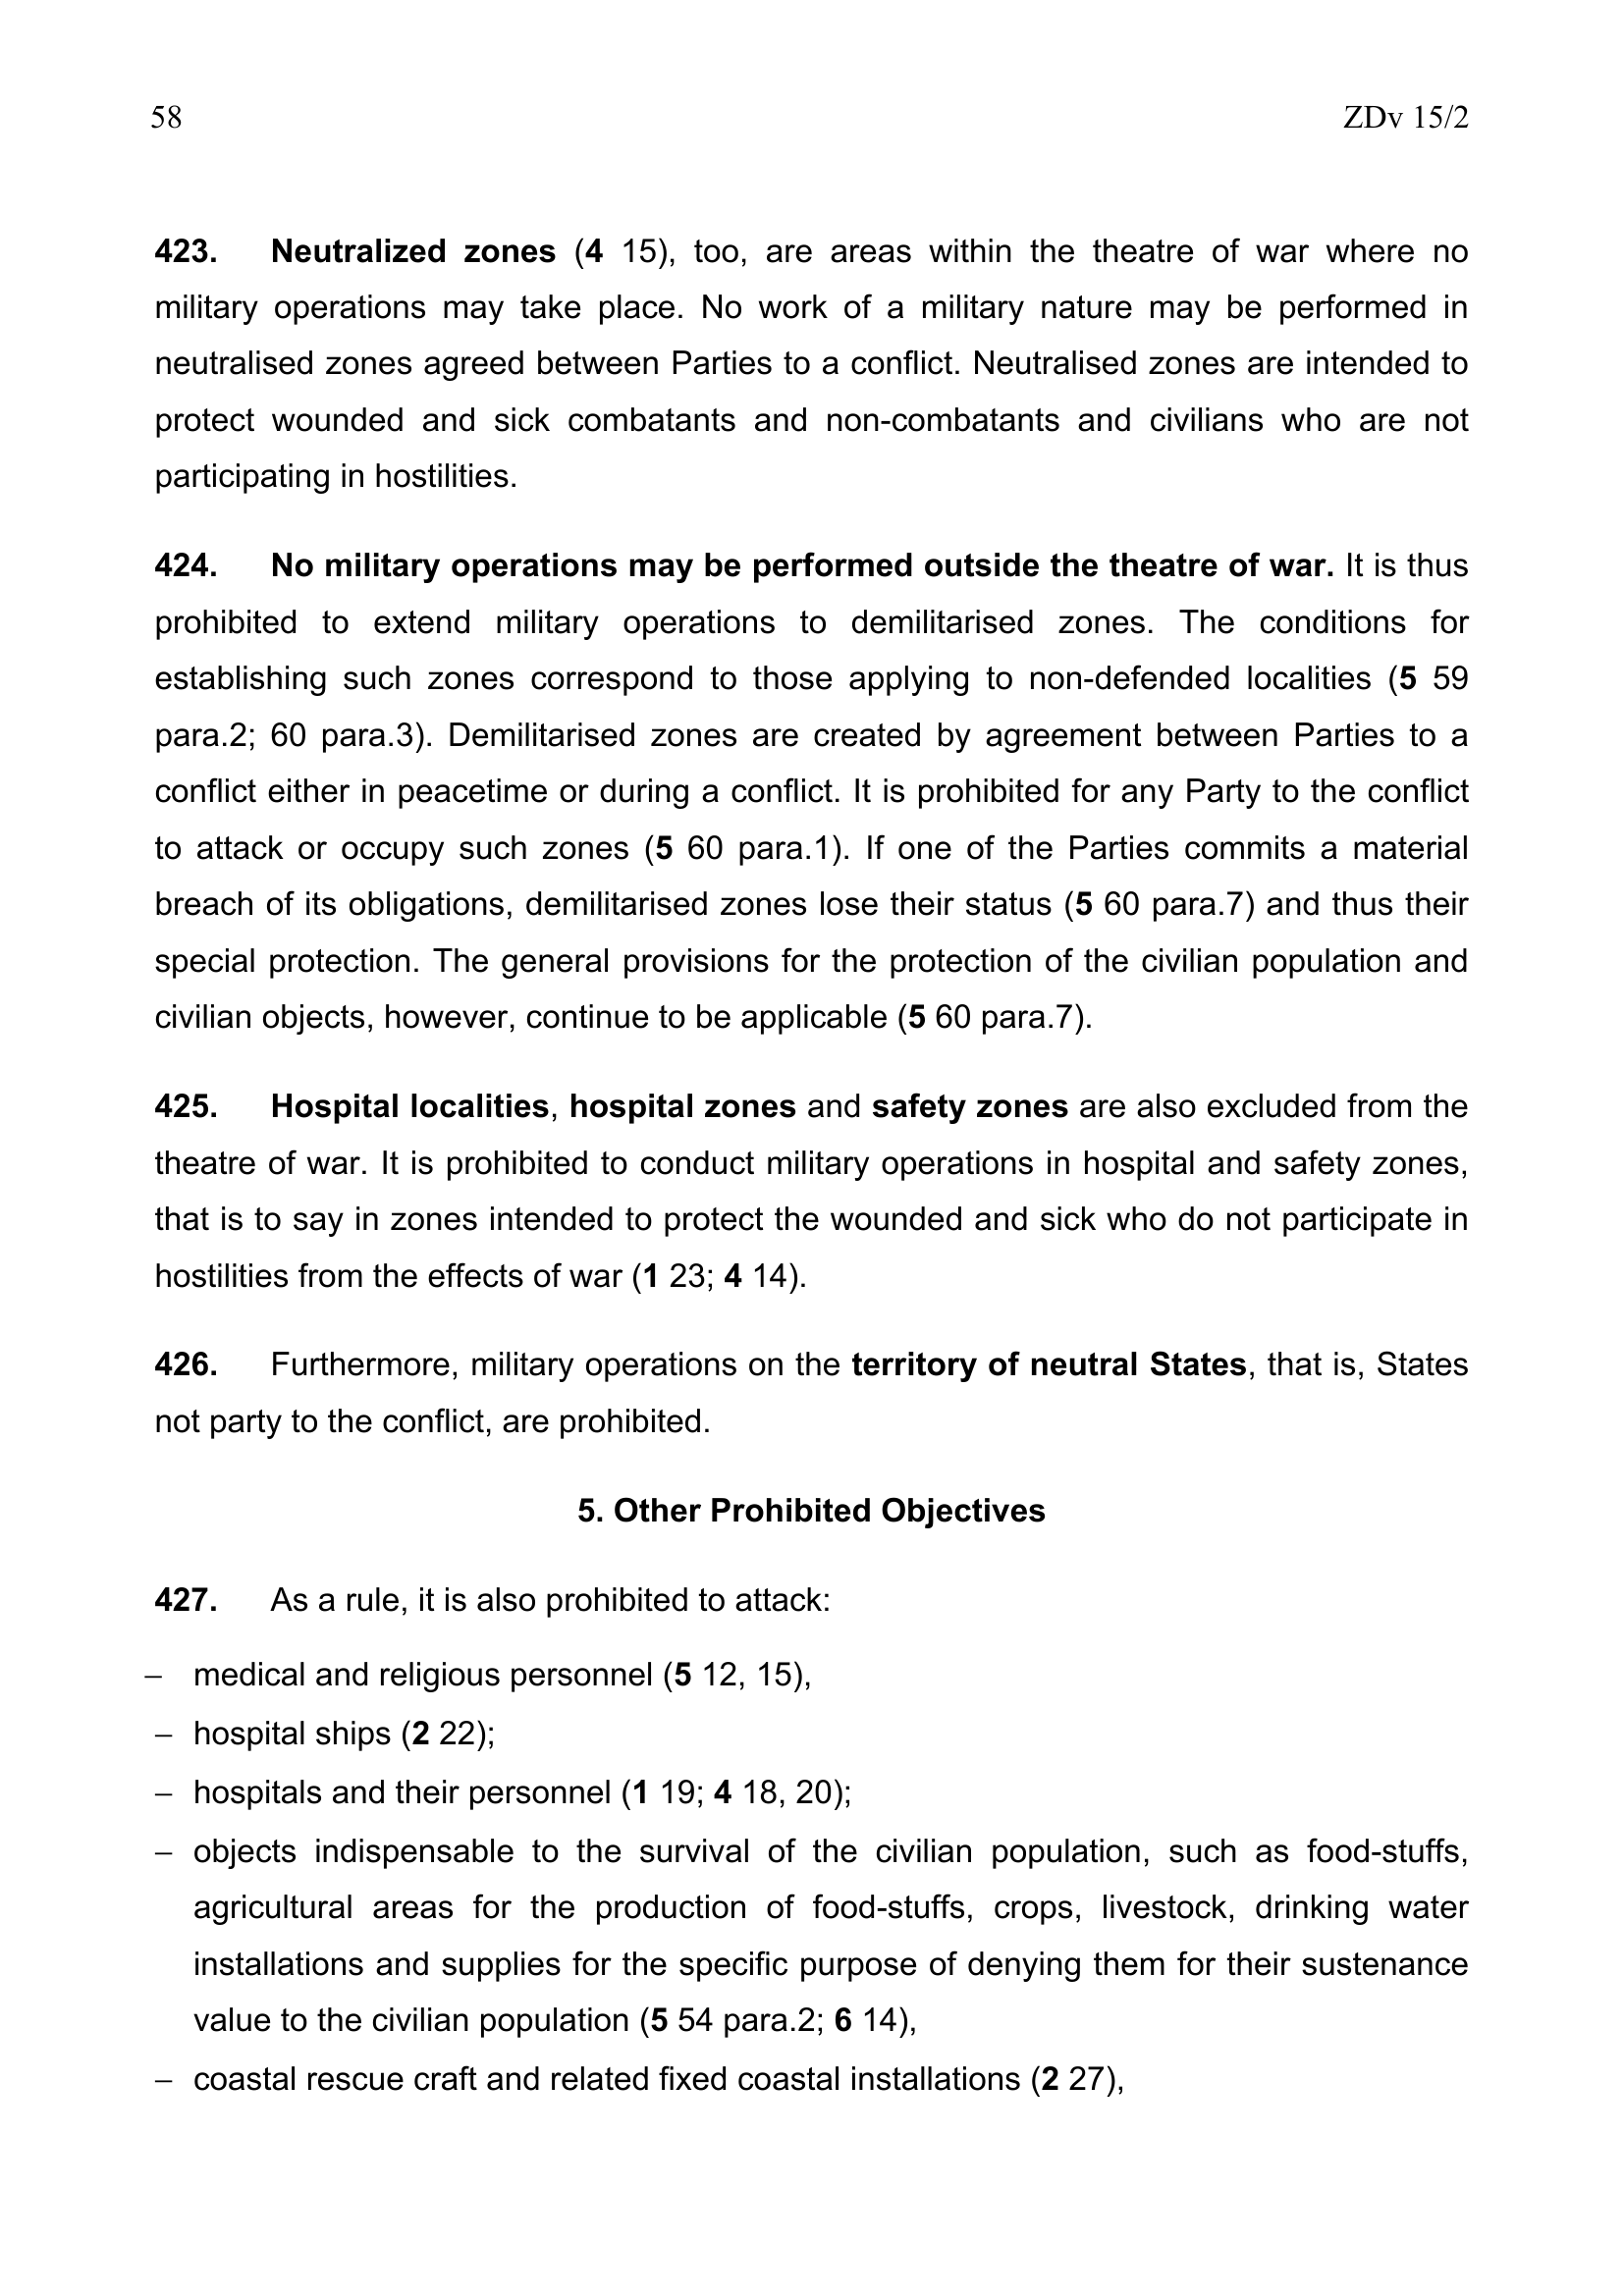 58 ZDv 15/2
423. Neutralized zones (4 15), too, are areas within the theatre of war where no
military operations may take place. No work of a military nature may be performed in
neutralised zones agreed between Parties to a conflict. Neutralised zones are intended to
protect wounded and sick combatants and non-combatants and civilians who are not
participating in hostilities.
424. No military operations may be performed outside the theatre of war. It is thus
prohibited to extend military operations to demilitarised zones. The conditions for
establishing such zones correspond to those applying to non-defended localities (5 59
para.2; 60 para.3). Demilitarised zones are created by agreement between Parties to a
conflict either in peacetime or during a conflict. It is prohibited for any Party to the conflict
to attack or occupy such zones (5 60 para.1). If one of the Parties commits a material
breach of its obligations, demilitarised zones lose their status (5 60 para.7) and thus their
special protection. The general provisions for the protection of the civilian population and
civilian objects, however, continue to be applicable (5 60 para.7).
425. Hospital localities, hospital zones and safety zones are also excluded from the
theatre of war. It is prohibited to conduct military operations in hospital and safety zones,
that is to say in zones intended to protect the wounded and sick who do not participate in
hostilities from the effects of war (1 23; 4 14).
426. Furthermore, military operations on the territory of neutral States, that is, States
not party to the conflict, are prohibited.
5. Other Prohibited Objectives
427. As a rule, it is also prohibited to attack:
– medical and religious personnel (5 12, 15),
– hospital ships (2 22);
– hospitals and their personnel (1 19; 4 18, 20);
– objects indispensable to the survival of the civilian population, such as food-stuffs,
agricultural areas for the production of food-stuffs, crops, livestock, drinking water
installations and supplies for the specific purpose of denying them for their sustenance
value to the civilian population (5 54 para.2; 6 14),
– coastal rescue craft and related fixed coastal installations (2 27),